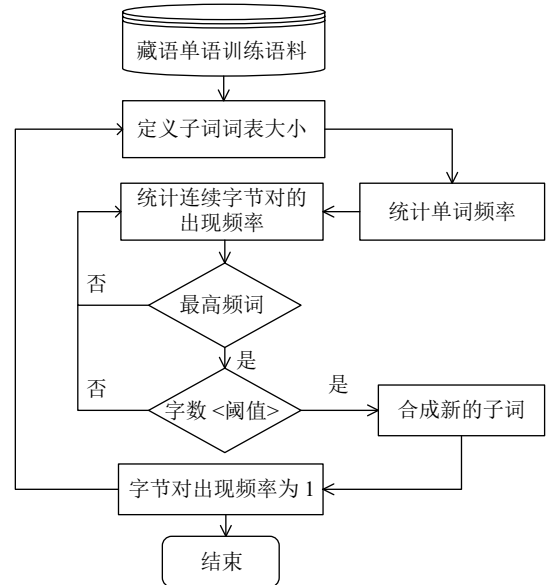 藏语单语训练语料
定义子词词表大小
统计连续字节对的
出现频率
统计单词频率
否
最高频词
是
否
字数 <阈值>
是
合成新的子词
字节对出现频率为 1
结束